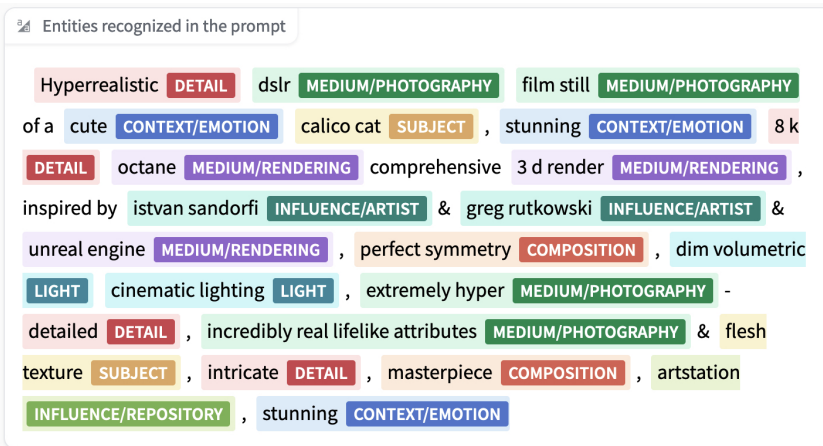 Entities recognized in the prompt
Hyperrealistic DETAIL dslr MEDIUM/PHOTOGRAPHY film still MEDIUM/PHOTOGRAPHY
of a cute CONTEXT/EMOTION calico cat SUBJECT , stunning CONTEXT/EMOTION 8 k
DETAIL octane MEDIUM/RENDERING comprehensive 3 d render MEDIUM/RENDERING ,
inspired by istvan sandorfi INFLUENCE/ARTIST & greg rutkowski INFLUENCE/ARTIST &
unreal engine MEDIUM/RENDERING , perfect symmetry COMPOSITION , dim volumetric
LIGHT cinematic lighting LIGHT , extremely hyper MEDIUM/PHOTOGRAPHY -
detailed DETAIL , incredibly real lifelike attributes MEDIUM/PHOTOGRAPHY & flesh
texture SUBJECT , intricate DETAIL , masterpiece COMPOSITION , artstation
INFLUENCE/REPOSITORY , stunning CONTEXT/EMOTION